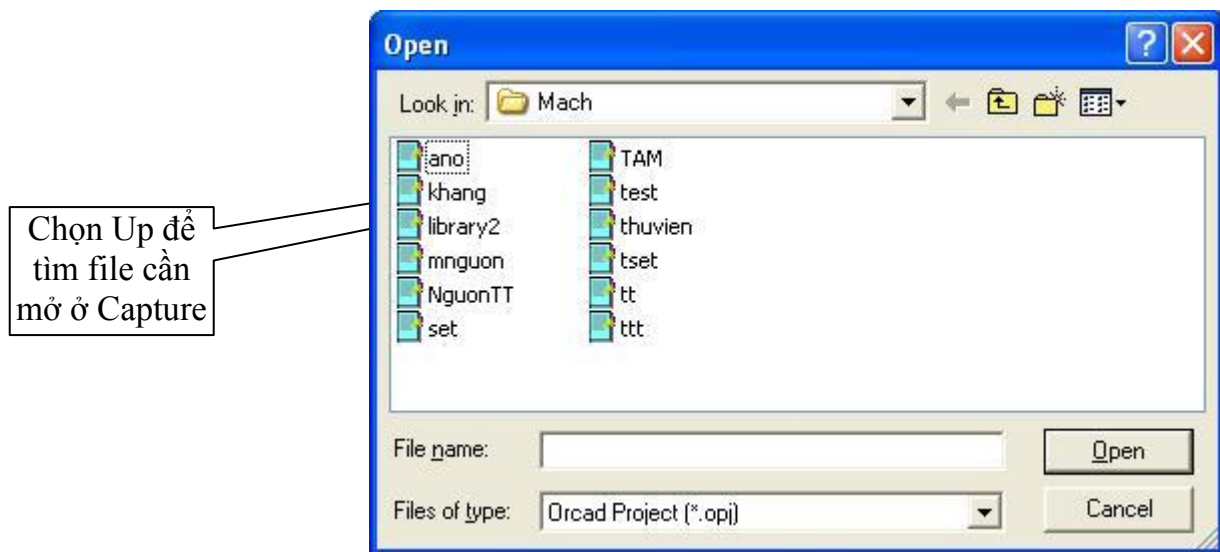 Open
Look in: Mach
ano
khang
library2
mnguon
NguonTT
set
TAM
test
thuvien
tset
tt
ttt
Chọn Up để
tìm file cần
mở ở Capture
File name:
Open
Files of type: Orcad Project (*.opj)
Cancel